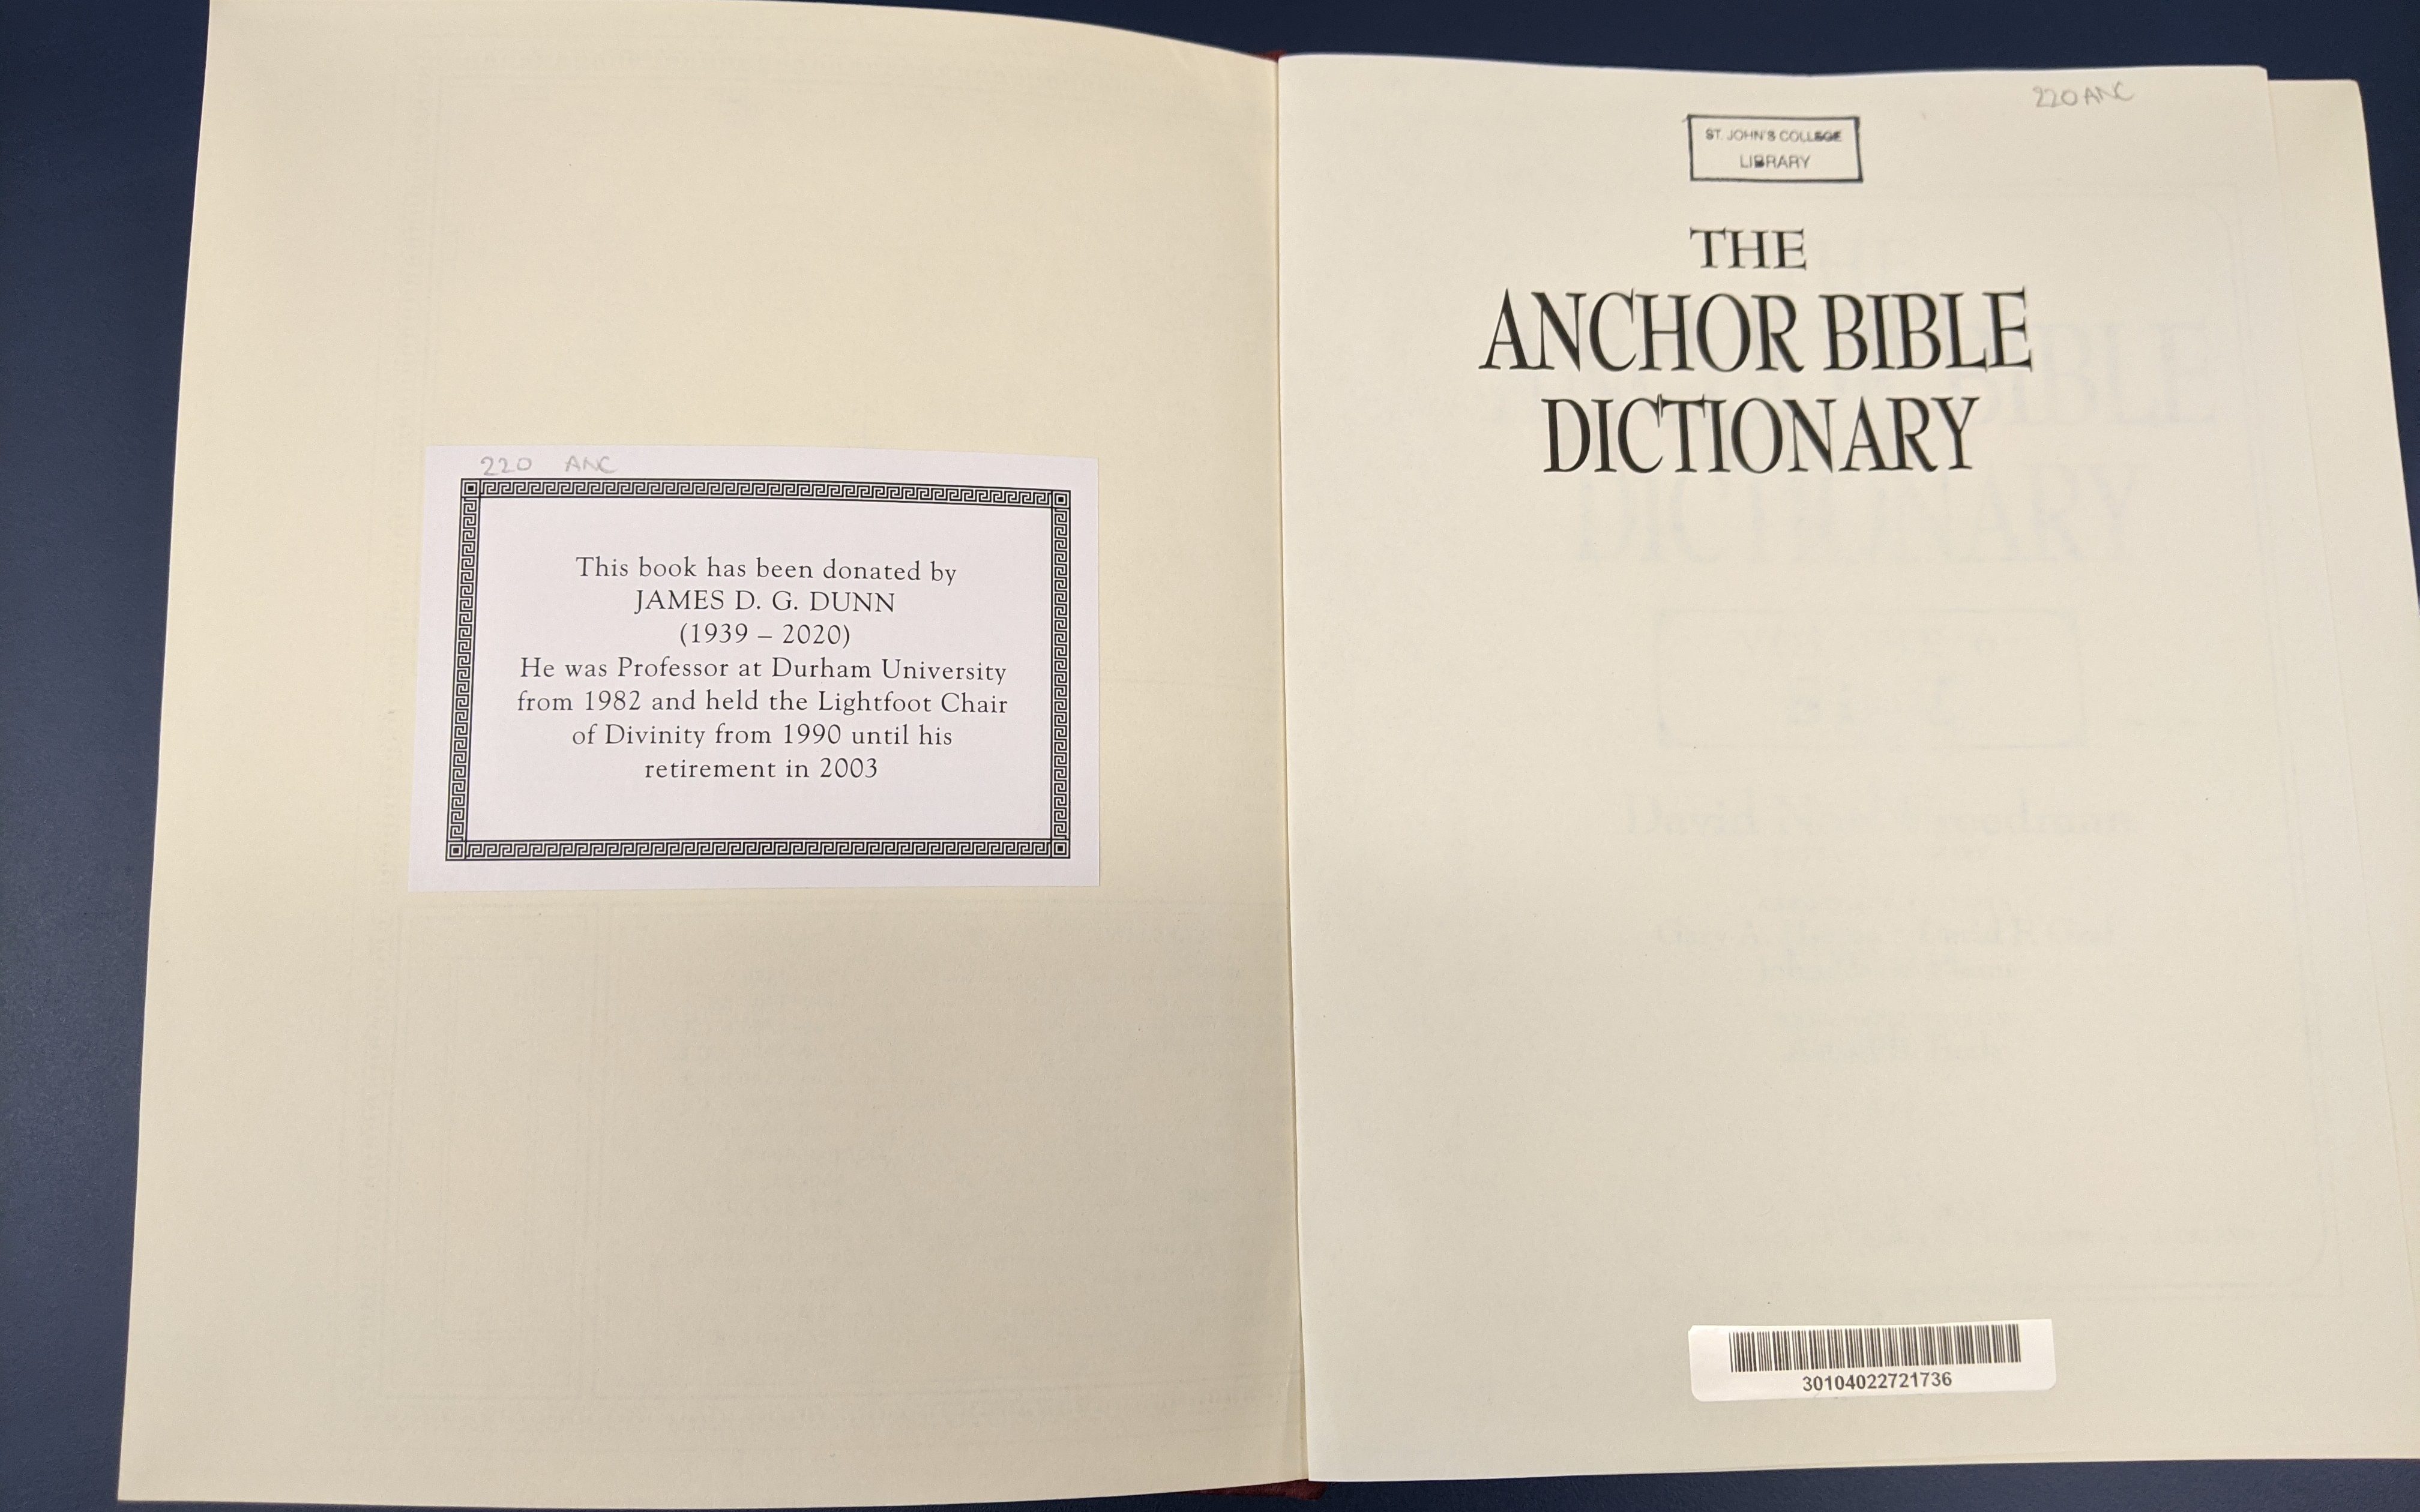 220 ANC
This book has been donated by
JAMES D. G. DUNN
(1939 – 2020)
He was Professor at Durham University
from 1982 and held the Lightfoot Chair
of Divinity from 1990 until his
retirement in 2003
220 ANC
ST. JOHN'S COLLEGE
LIBRARY
THE
ANCHOR BIBLE
DICTIONARY
30104022721736